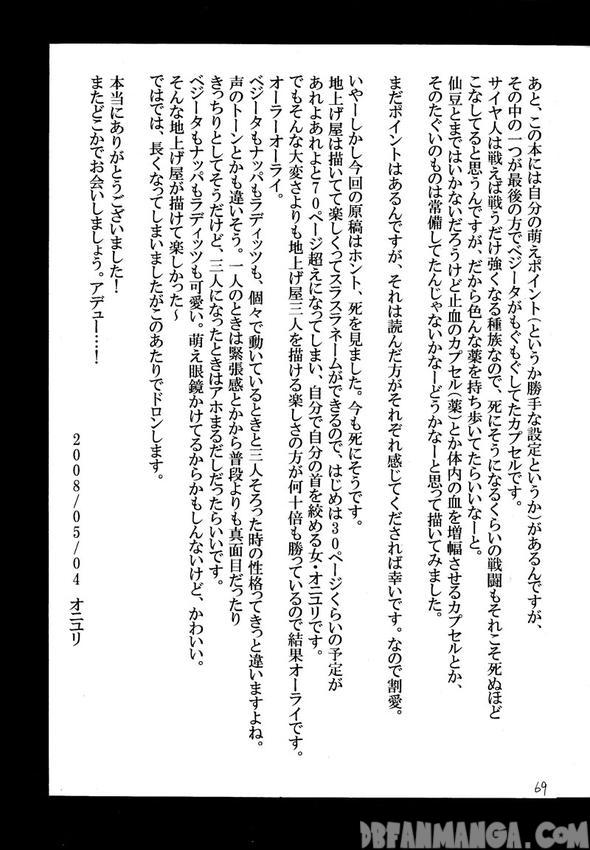 あと、この本には自分の萌えポイント(というか勝手な設定というか)があるんですが、
その中の一つが最後の方でベジータがもぐもぐしてたカプセルです。
サイヤ人は戦えば戦うだけ強くなる種族なので、死にそうになるくらいの戦闘もそれこそ死ぬほど
こなしてると思うんですが、だから色んな薬を持ち歩いてたらいいなーと。
仙豆とまではいかないだろうけど止血のカプセル(薬)とか体内の血を増幅させるカプセルとか、
そのたぐいのものは常備してたんじゃないかなーどうかなーと思って描いてみました。
まだポイントはあるんですが、それは読んだ方がそれぞれ感じてくだされば幸いです。なので割愛。
いやーしかし今回の原稿はホント、死を見ました。今も死にそうです。
地上げ屋は描いてて楽しくってスラスラネームができるので、はじめは30ページくらいの予定が
あれよあれよと70ページ超えになってしまい、自分で自分の首を絞める女・オニユリです。
でもそんな大変さよりも地上げ屋三人を描ける楽しさの方が何十倍も勝っているので結果オーライです。
オーラーオーライ。
ベジータもナッパもラディッツも、個々で動いているときと三人そろった時の性格ってきっと違いますよね。
声のトーンとかも違いそう。一人のときは緊張感とかから普段よりも真面目だったり
きっちりとしてそうだけど、三人になったときはアホまるだしだったらいいです。
ベジータもナッパもラディッツも可愛い。萌え眼鏡かけてるからかもしんないけど、かわいい。
そんな地上げ屋が描けて楽しかった〜
ではでは、長くなってしまいましたがこのあたりでドロンします。
本当にありがとうございました!
またどこかでお会いしましょう。アデュー…!
2008/05/04 オニユリ
69
DBFANMANGA.COM